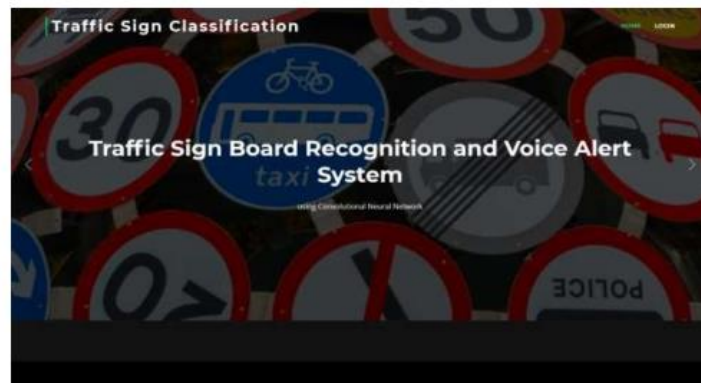 Traffic Sign Classification
HOME LOGIN
50
30
taxi
Traffic Sign Board Recognition and Voice Alert
System
using Convolutional Neural Network
20
POLICE